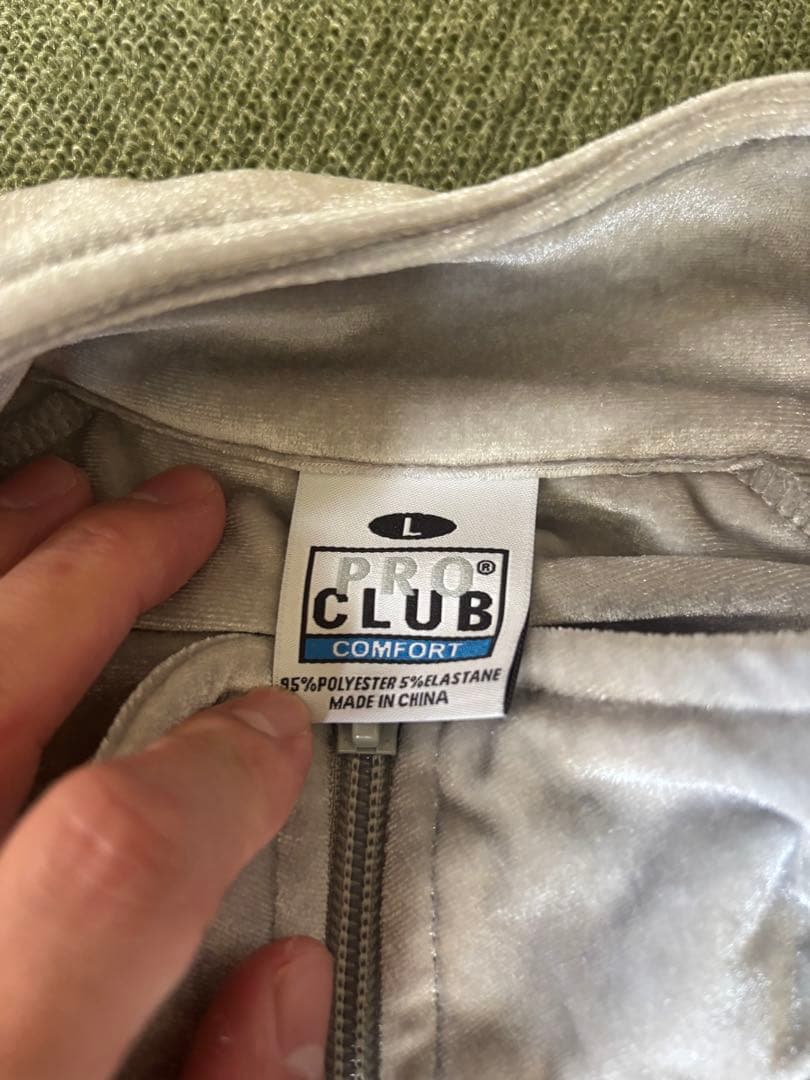 L
PRO®
CLUB
COMFORT
95%POLYESTER 5%ELASTANE
MADE IN CHINA